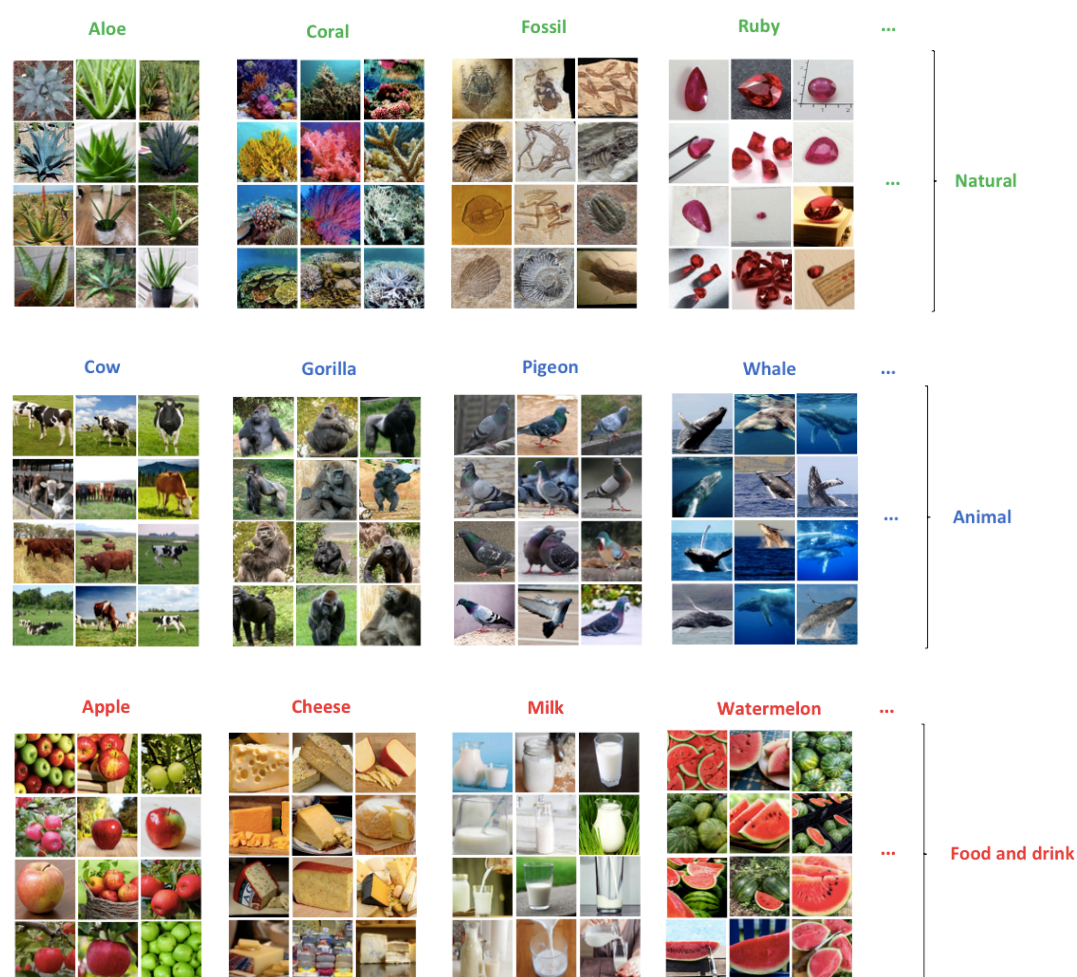 Aloe
Coral
Fossil
Ruby
...
...
Natural
Cow
Gorilla
Pigeon
Whale
...
...
Animal
Apple
Cheese
Milk
Watermelon
...
...
Food and drink